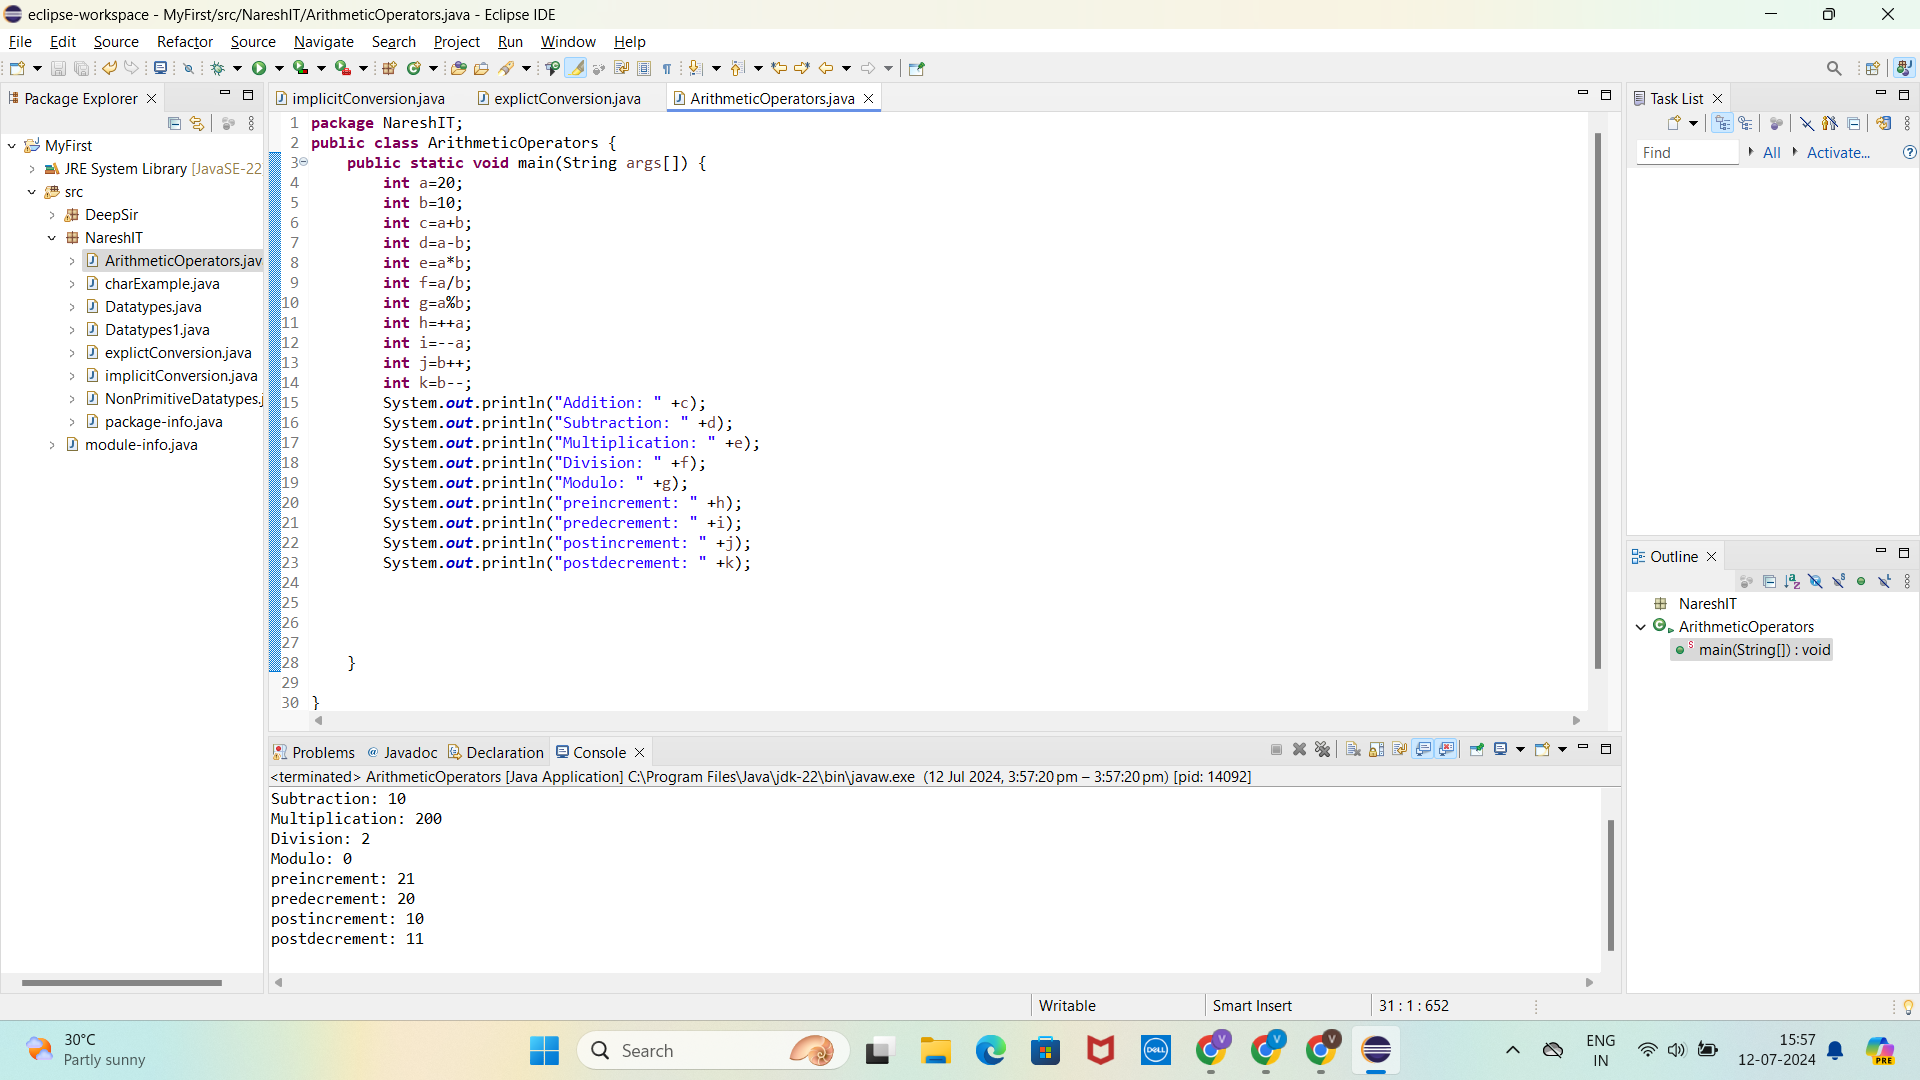 eclipse-workspace - MyFirst/src/NareshIT/ArithmeticOperators.java - Eclipse IDE
File Edit Source Refactor Source Navigate Search Project Run Window Help
Package Explorer
MyFirst
JRE System Library [JavaSE-22
src
DeepSir
NareshIT
ArithmeticOperators.jav
charExample.java
Datatypes.java
Datatypes1.java
explictConversion.java
implicitConversion.java
NonPrimitiveDatatypes.j
package-info.java
module-info.java
implicitConversion.java explictConversion.java ArithmeticOperators.java
1 package NareshIT;
2 public class ArithmeticOperators {
3 public static void main(String args[]) {
4 int a=20;
5 int b=10;
6 int c=a+b;
7 int d=a-b;
8 int e=a*b;
9 int f=a/b;
10 int g=a%b;
11 int h=++a;
12 int i=--a;
13 int j=b++;
14 int k=b--;
15 System.out.println("Addition: " +c);
16 System.out.println("Subtraction: " +d);
17 System.out.println("Multiplication: " +e);
18 System.out.println("Division: " +f);
19 System.out.println("Modulo: " +g);
20 System.out.println("preincrement: " +h);
21 System.out.println("predecrement: " +i);
22 System.out.println("postincrement: " +j);
23 System.out.println("postdecrement: " +k);
24
25
26
27
28 }
29
30 }
Problems @ Javadoc Declaration Console
<terminated> ArithmeticOperators [Java Application] C:\Program Files\Java\jdk-22\bin\javaw.exe (12 Jul 2024, 3:57:20 pm – 3:57:20 pm) [pid: 14092]
Subtraction: 10
Multiplication: 200
Division: 2
Modulo: 0
preincrement: 21
predecrement: 20
postincrement: 10
postdecrement: 11
Task List
Find All Activate...
Outline
NareshIT
ArithmeticOperators
main(String[]) : void
Writable Smart Insert 31 : 1 : 652
30°C
Partly sunny
Search
DELL
V
V
V
ENG
IN
15:57
12-07-2024
PRE